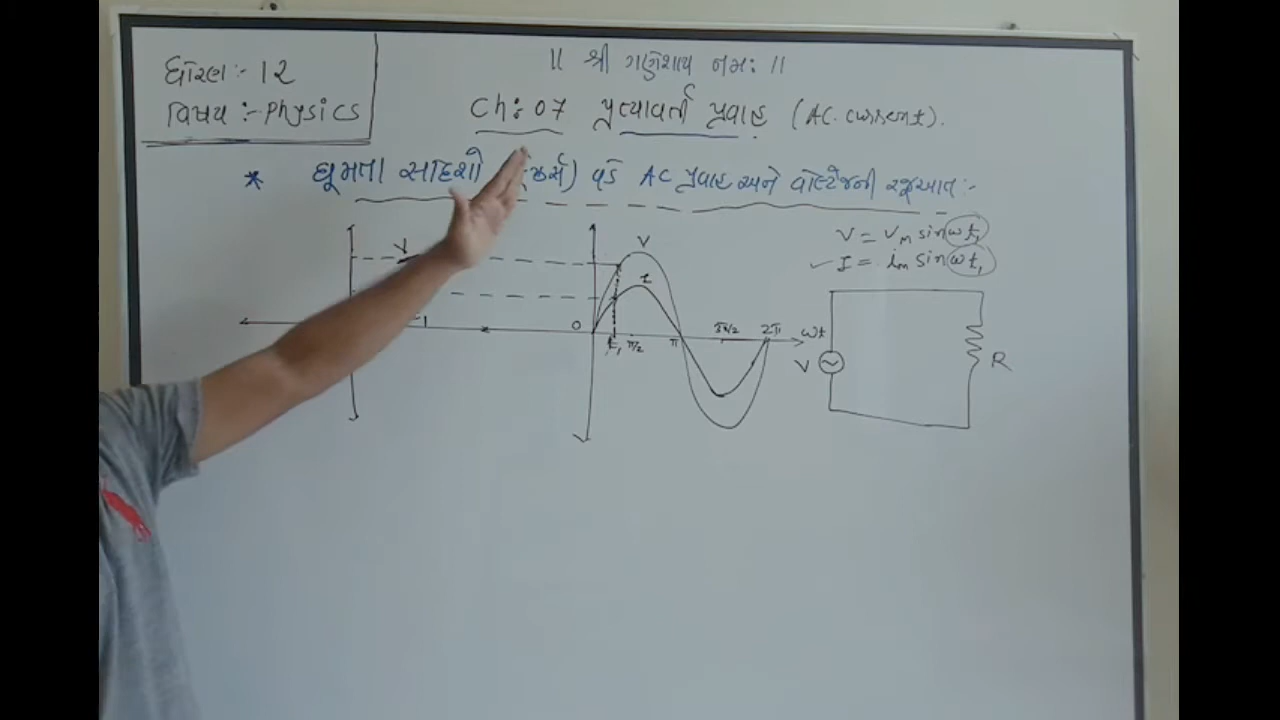 ધોરણ :- 12
વિષય :- Physics
|| શ્રી ગણેશાય નમઃ ||
Ch: 07 પ્રત્યાવર્તી પ્રવાહ (AC. current).
* ઘૂમતા સાદિશો વડે AC પ્રવાહ અને વોલ્ટેજની રજૂઆત :-
V = Vm sin ωt₁
✓ I = im sin ωt₁
V
V
i
0
t₁ π/2 π 3π/2 2π ωt
V
R